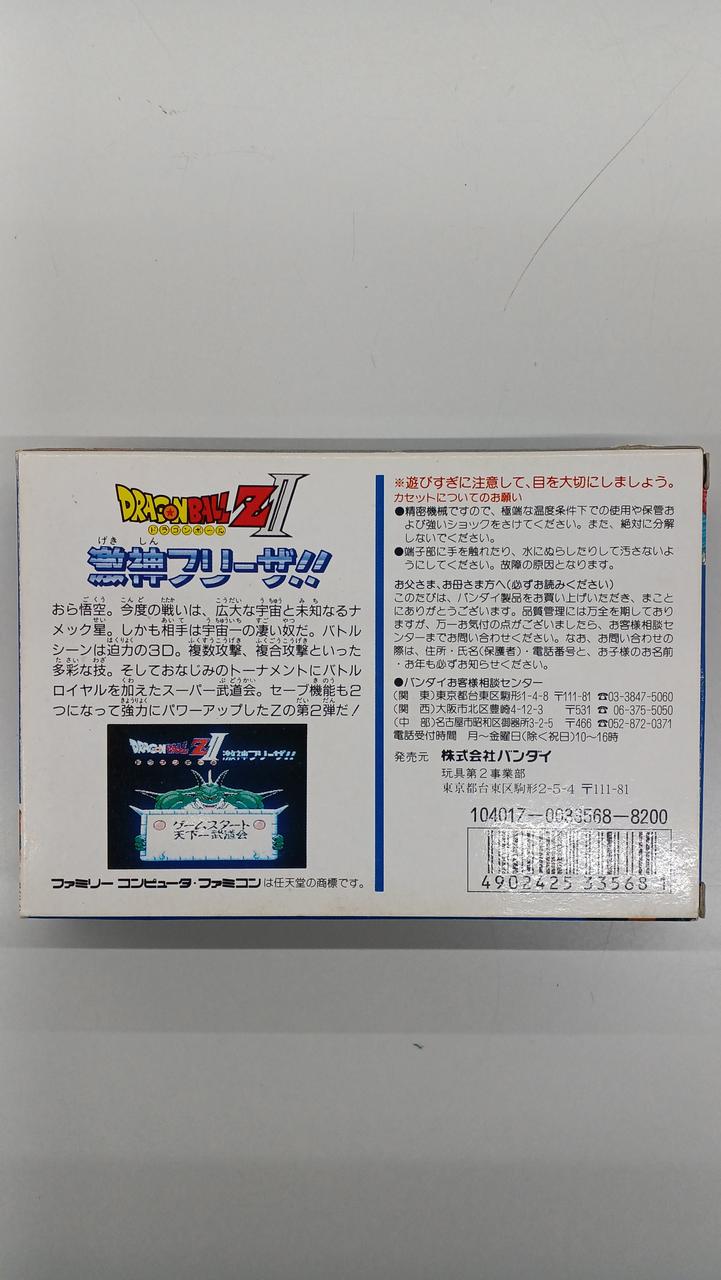 DRAGON BALL Z II
ドラゴンボール
激神フリーザ!!
おら悟空。今度の戦いは、広大な宇宙と未知なるナ
メック星。しかも相手は宇宙一の凄い奴だ。バトル
シーンは迫力の3D。複数攻撃、複合攻撃といった
多彩な技。そしておなじみのトーナメントにバトル
ロイヤルを加えたスーパー武道会。セーブ機能も2
つになって強力にパワーアップしたZの第2弾だ!
DRAGON BALL Z II 激神フリーザ!!
ドラゴンボール
ゲームスタート
天下一武道会
ファミリーコンピュータ・ファミコンは任天堂の商標です。
※遊びすぎに注意して、目を大切にしましょう。
カセットについてのお願い
●精密機械ですので、極端な温度条件下での使用や保管お
よび強いショックをさけてください。また、絶対に分解
しないでください。
●端子部に手を触れたり、水にぬらしたりして汚さないよ
うにしてください。故障の原因となります。
お父さま、お母さま方へ(必ずお読みください)
このたびは、バンダイ製品をお買い上げいただき、まこと
にありがとうございます。品質管理には万全を期しており
ますが、万一お気付の点がございましたら、お客様相談セ
ンターまでお問い合わせください。なお、お問い合わせの
際は、住所・氏名(保護者)・電話番号と、お子様のお名前
・お年も必ずお知らせください。
●バンダイお客様相談センター
(関 東)東京都台東区駒形1-4-8 〒111-81 ☎03-3847-5060
(関 西)大阪市北区豊崎4-12-3 〒531 ☎ 06-375-5050
(中 部)名古屋市昭和区御器所3-2-5 〒466 ☎052-872-0371
電話受付時間 月~金曜日(除く祝日)10~16時
発売元 株式会社バンダイ
玩具第2事業部
東京都台東区駒形2-5-4 〒111-81
104017-0033568-8200
4902425 335681